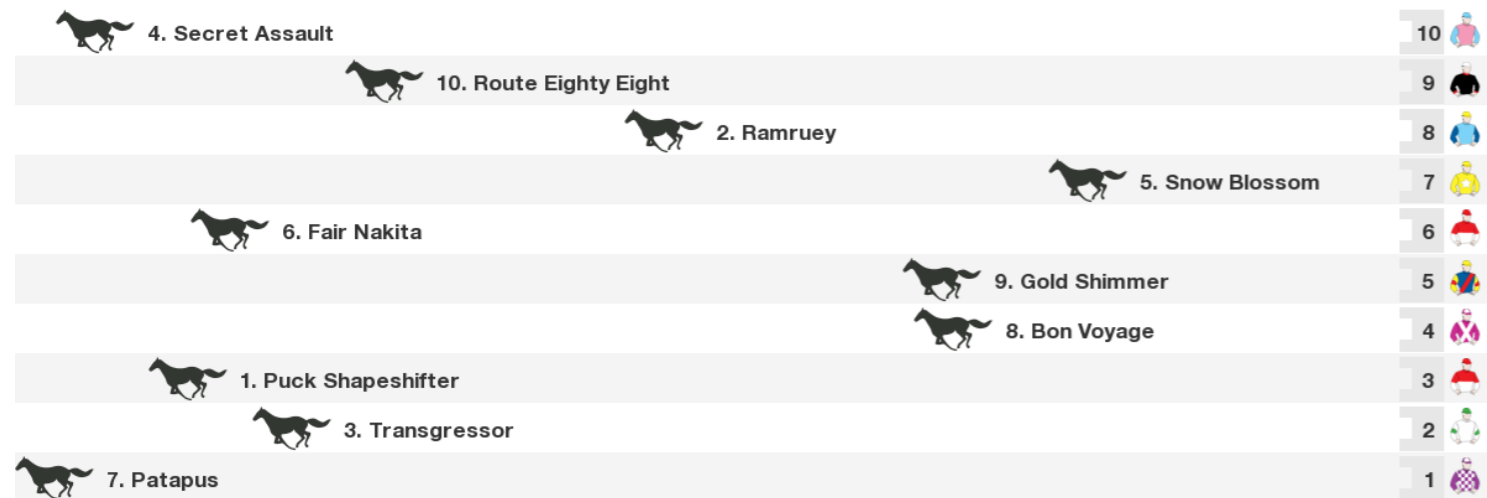 4. Secret Assault 10
10. Route Eighty Eight 9
2. Ramruey 8
5. Snow Blossom 7
6. Fair Nakita 6
9. Gold Shimmer 5
8. Bon Voyage 4
1. Puck Shapeshifter 3
3. Transgressor 2
7. Patapus 1